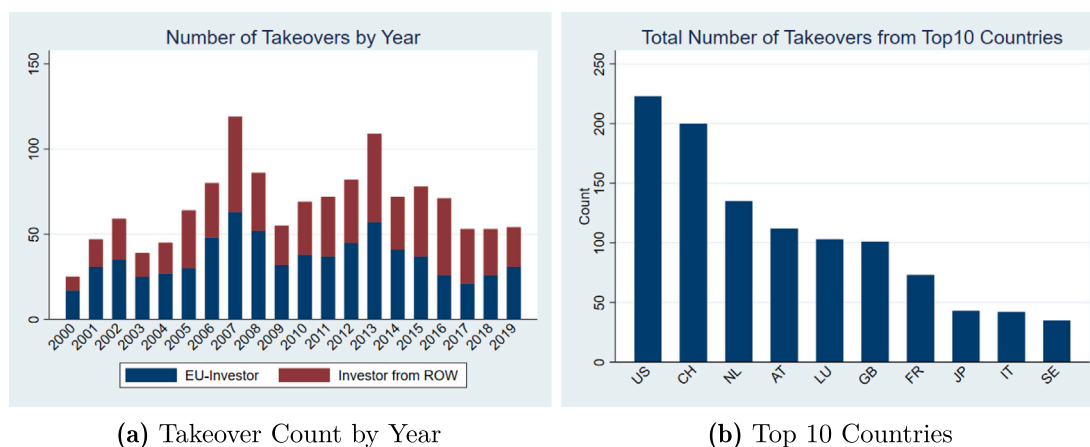 Number of Takeovers by Year
150
100
50
0
2000 2001 2002 2003 2004 2005 2006 2007 2008 2009 2010 2011 2012 2013 2014 2015 2016 2017 2018 2019
EU-Investor Investor from ROW
(a) Takeover Count by Year
Total Number of Takeovers from Top10 Countries
Count
250
200
150
100
50
0
US CH NL AT LU GB FR JP IT SE
(b) Top 10 Countries